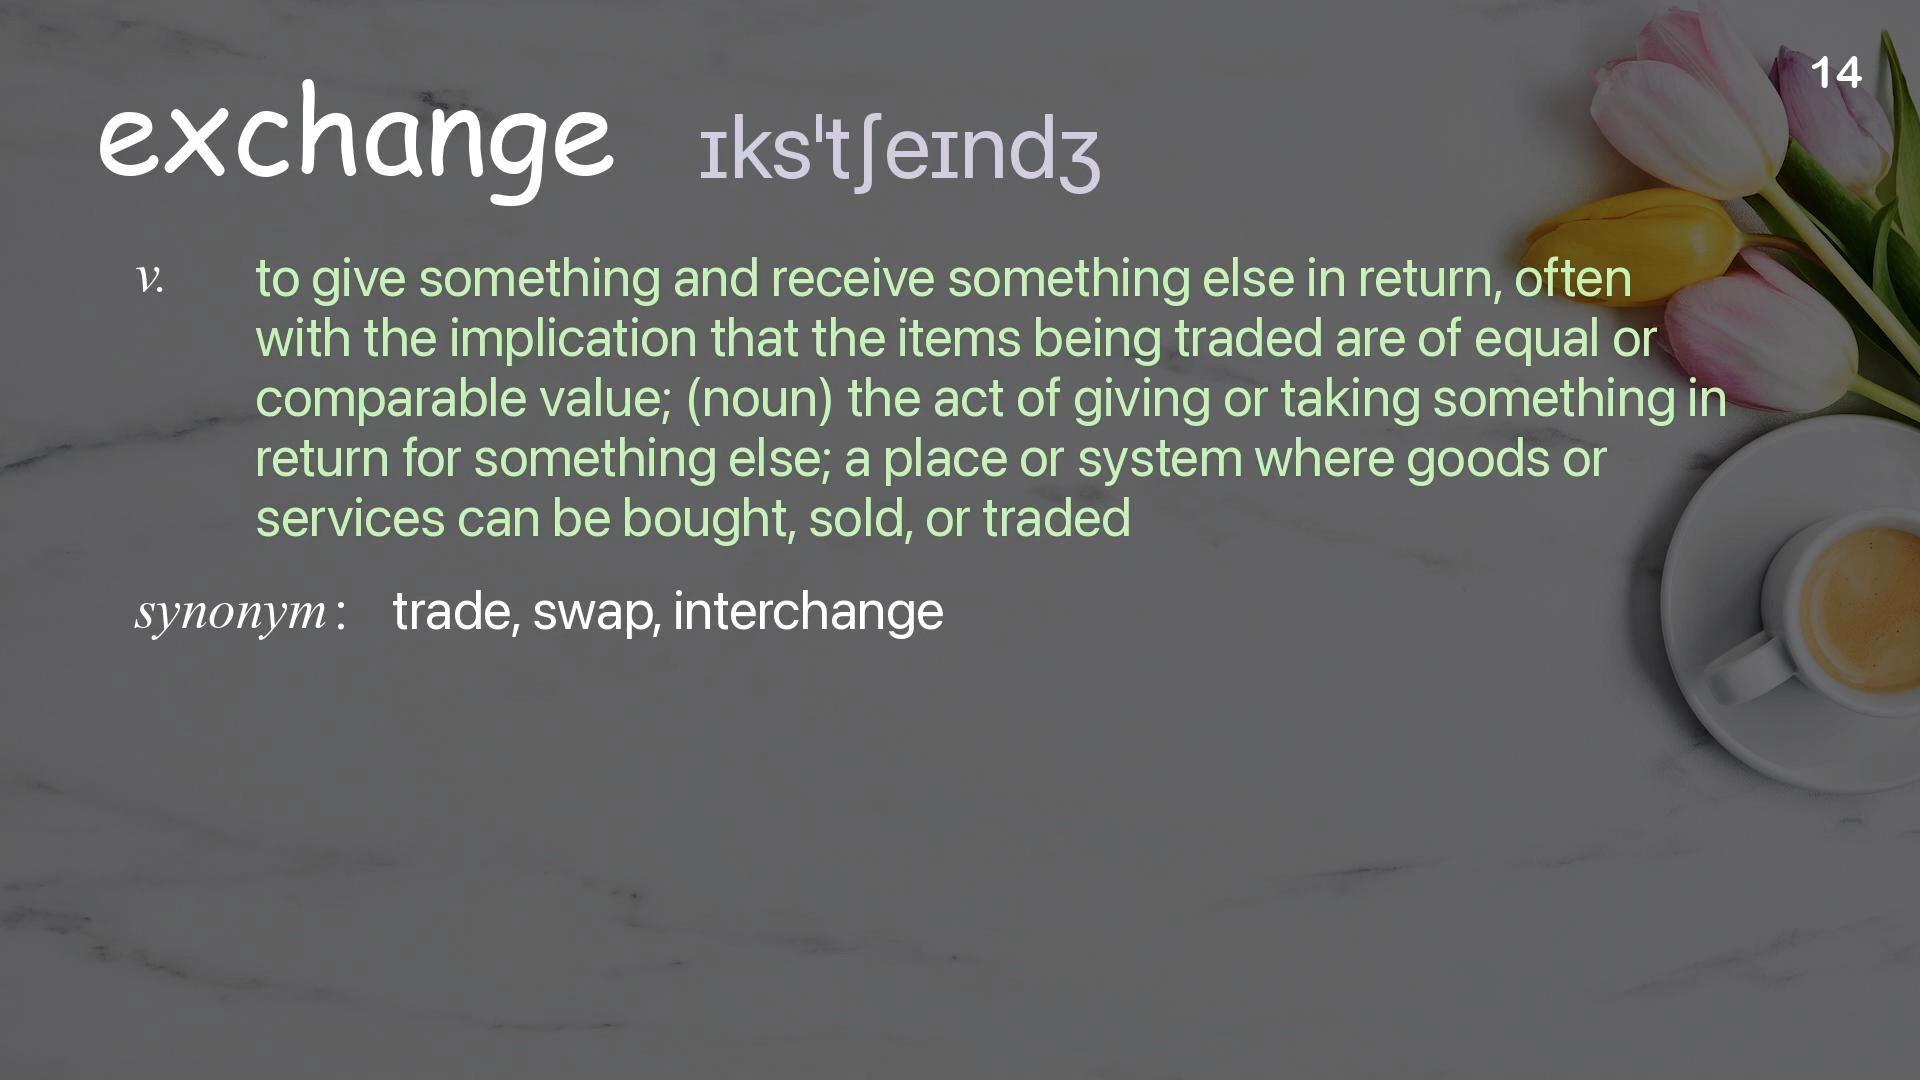 14
exchange ɪksˈtʃeɪndʒ
v. to give something and receive something else in return, often
with the implication that the items being traded are of equal or
comparable value; (noun) the act of giving or taking something in
return for something else; a place or system where goods or
services can be bought, sold, or traded
synonym: trade, swap, interchange